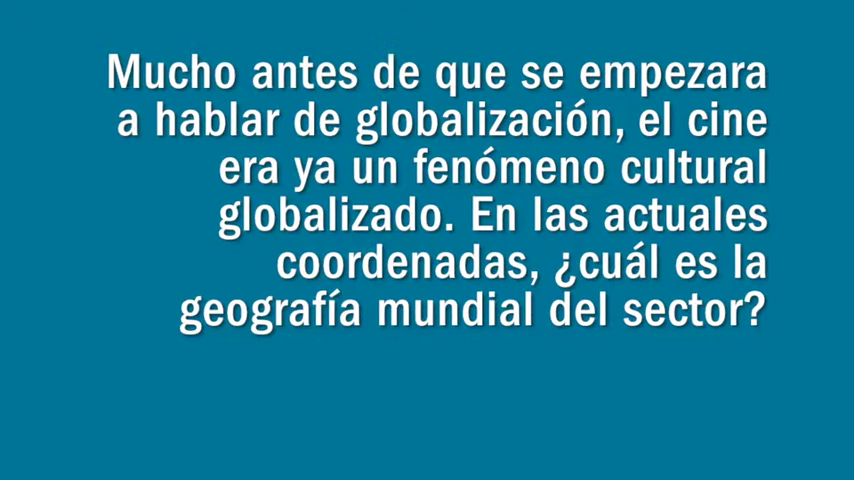 Mucho antes de que se empezara
a hablar de globalización, el cine
era ya un fenómeno cultural
globalizado. En las actuales
coordenadas, ¿cuál es la
geografía mundial del sector?